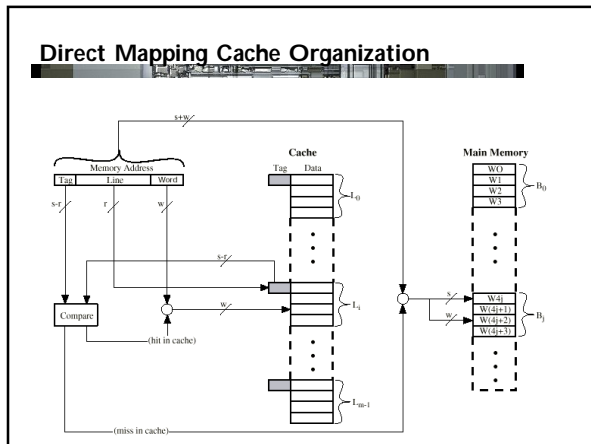 Direct Mapping Cache Organization
s+w
Cache
Main Memory
Memory Address
Tag Data
Tag Line Word
WO
W1
W2
W3
B0
L0
s-r
r
w
s-r
W4j
W(4j+1)
W(4j+2)
W(4j+3)
Bj
s
w
Li
w
Compare
(hit in cache)
Lm-1
(miss in cache)